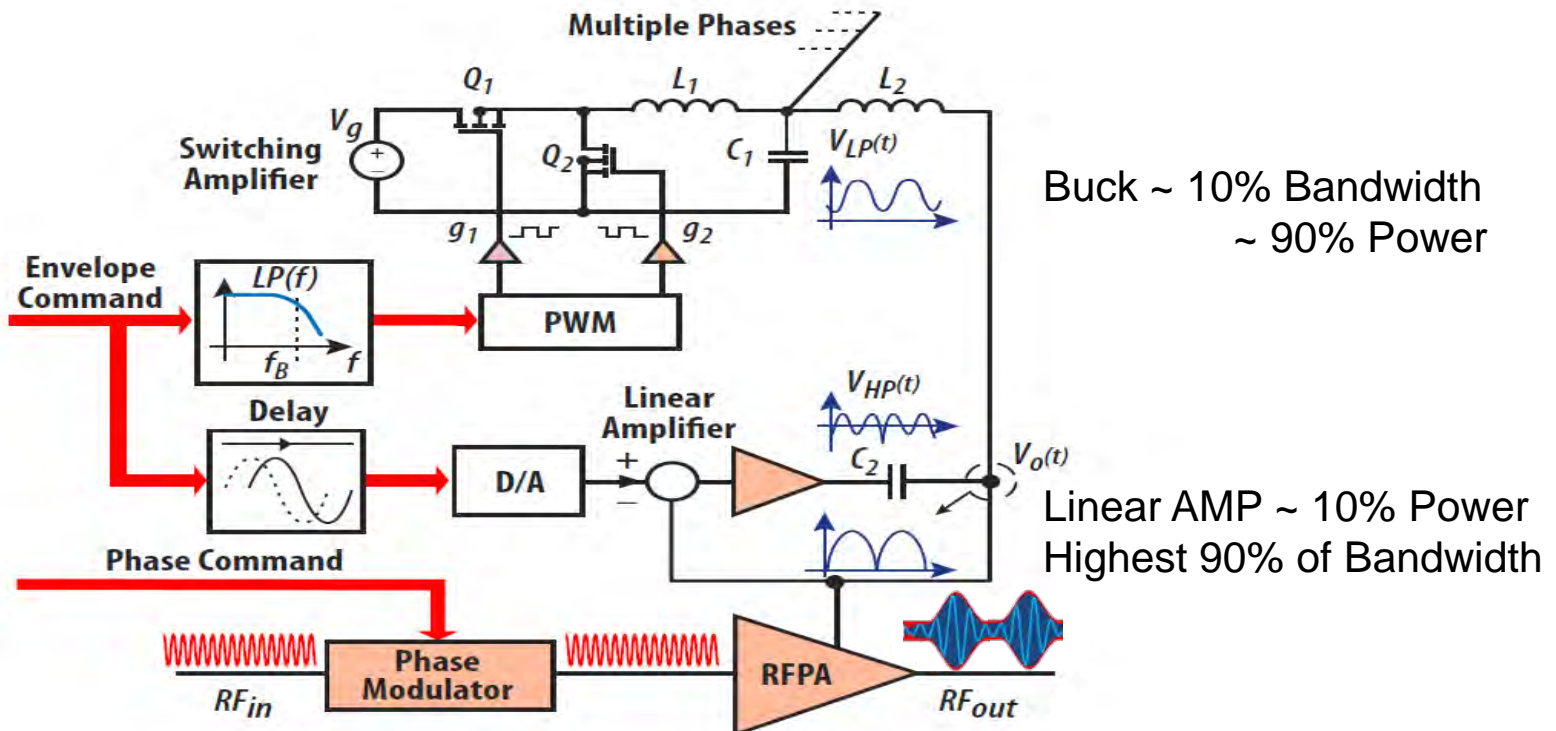 Multiple Phases
Q1
L1
L2
Vg
+
−
Switching
Amplifier
Q2
C1
VLP(t)
Buck ~ 10% Bandwidth
~ 90% Power
g1
g2
Envelope
Command
LP(f)
fB
f
PWM
Delay
Linear
Amplifier
VHP(t)
D/A
+
−
C2
Vo(t)
Linear AMP ~ 10% Power
Highest 90% of Bandwidth
Phase Command
RFin
Phase
Modulator
RFPA
RFout